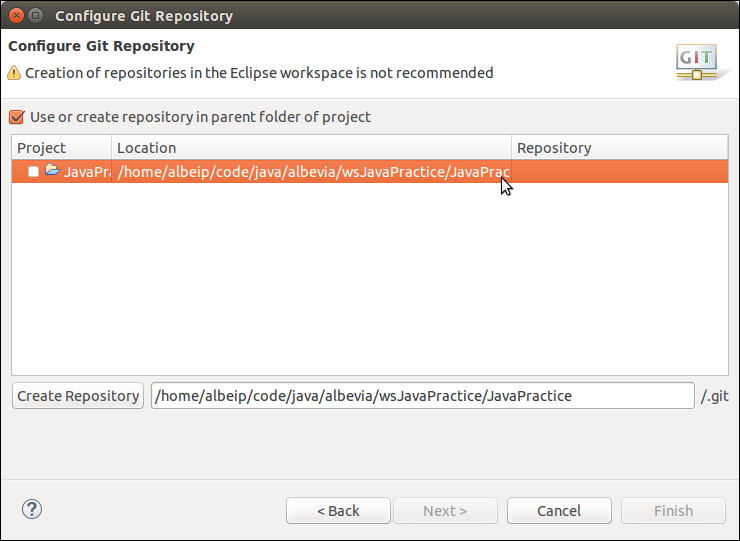 Configure Git Repository
Configure Git Repository
Creation of repositories in the Eclipse workspace is not recommended
GIT
Use or create repository in parent folder of project
Project Location Repository
JavaPra /home/albeip/code/java/albevia/wsJavaPractice/JavaPrac
Create Repository /home/albeip/code/java/albevia/wsJavaPractice/JavaPractice /.git
? < Back Next > Cancel Finish